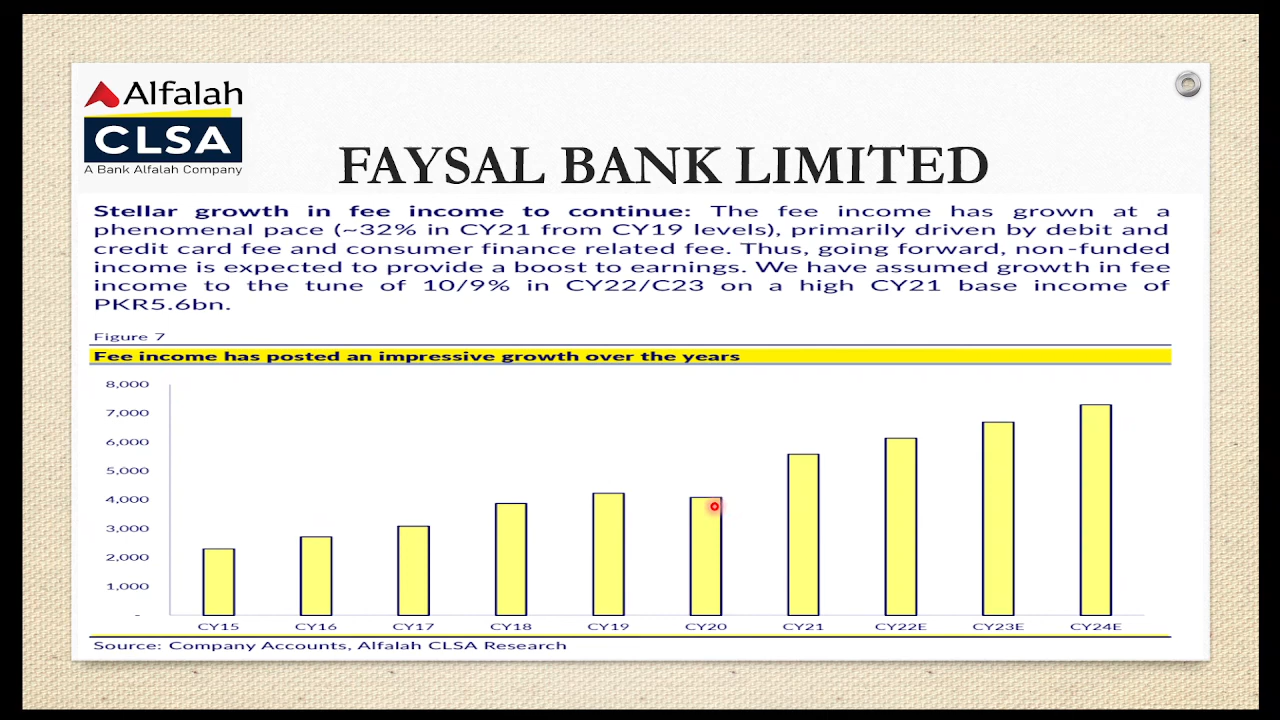 Alfalah
CLSA
A Bank Alfalah Company
FAYSAL BANK LIMITED
Stellar growth in fee income to continue: The fee income has grown at a
phenomenal pace (~32% in CY21 from CY19 levels), primarily driven by debit and
credit card fee and consumer finance related fee. Thus, going forward, non-funded
income is expected to provide a boost to earnings. We have assumed growth in fee
income to the tune of 10/9% in CY22/C23 on a high CY21 base income of
PKR5.6bn.
Figure 7
Fee income has posted an impressive growth over the years
8,000
7,000
6,000
5,000
4,000
3,000
2,000
1,000
-
CY15 CY16 CY17 CY18 CY19 CY20 CY21 CY22E CY23E CY24E
Source: Company Accounts, Alfalah CLSA Research